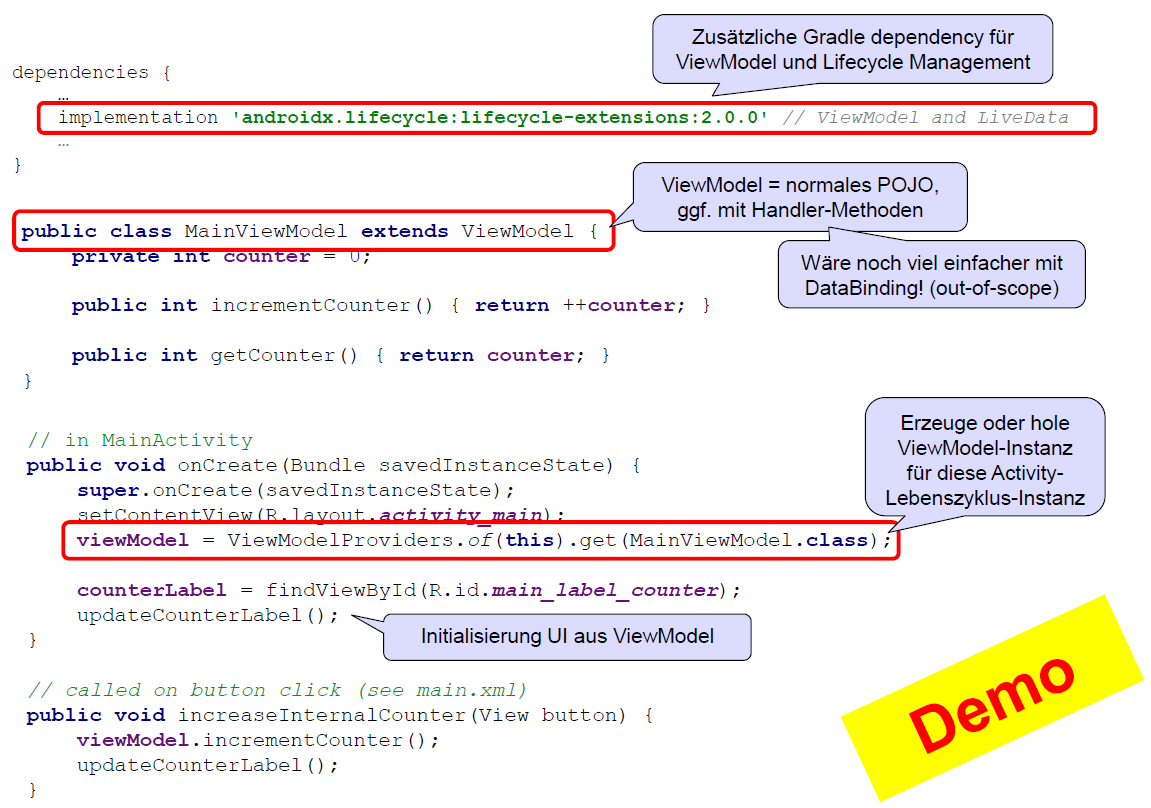 Zusätzliche Gradle dependency für
ViewModel und Lifecycle Management
dependencies {
…
implementation 'androidx.lifecycle:lifecycle-extensions:2.0.0' // ViewModel and LiveData
…
}
ViewModel = normales POJO,
ggf. mit Handler-Methoden
public class MainViewModel extends ViewModel {
private int counter = 0;
Wäre noch viel einfacher mit
DataBinding! (out-of-scope)
public int incrementCounter() { return ++counter; }
public int getCounter() { return counter; }
}
Erzeuge oder hole
ViewModel-Instanz
für diese Activity-
Lebenszyklus-Instanz
// in MainActivity
public void onCreate(Bundle savedInstanceState) {
super.onCreate(savedInstanceState);
setContentView(R.layout.activity_main);
viewModel = ViewModelProviders.of(this).get(MainViewModel.class);
counterLabel = findViewById(R.id.main_label_counter);
updateCounterLabel();
Initialisierung UI aus ViewModel
}
// called on button click (see main.xml)
public void increaseInternalCounter(View button) {
viewModel.incrementCounter();
updateCounterLabel();
}
Demo